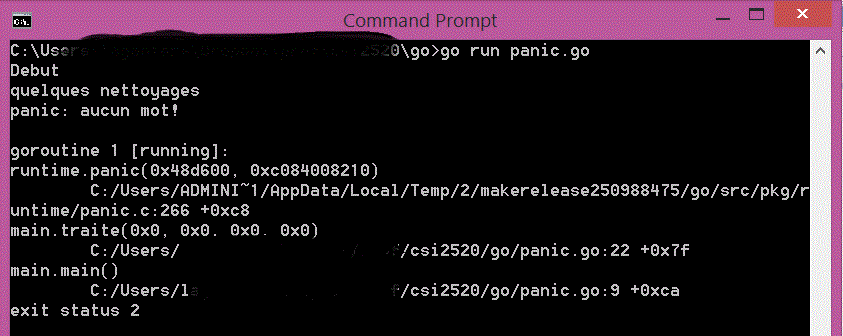 Command Prompt
C:\Users 2520\go>go run panic.go
Debut
quelques nettoyages
panic: aucun mot!
goroutine 1 [running]:
runtime.panic(0x48d600, 0xc084008210)
C:/Users/ADMINI~1/AppData/Local/Temp/2/makerelease250988475/go/src/pkg/r
untime/panic.c:266 +0xc8
main.traite(0x0, 0x0. 0x0. 0x0)
C:/Users/ /csi2520/go/panic.go:22 +0x7f
main.main()
C:/Users/ /csi2520/go/panic.go:9 +0xca
exit status 2